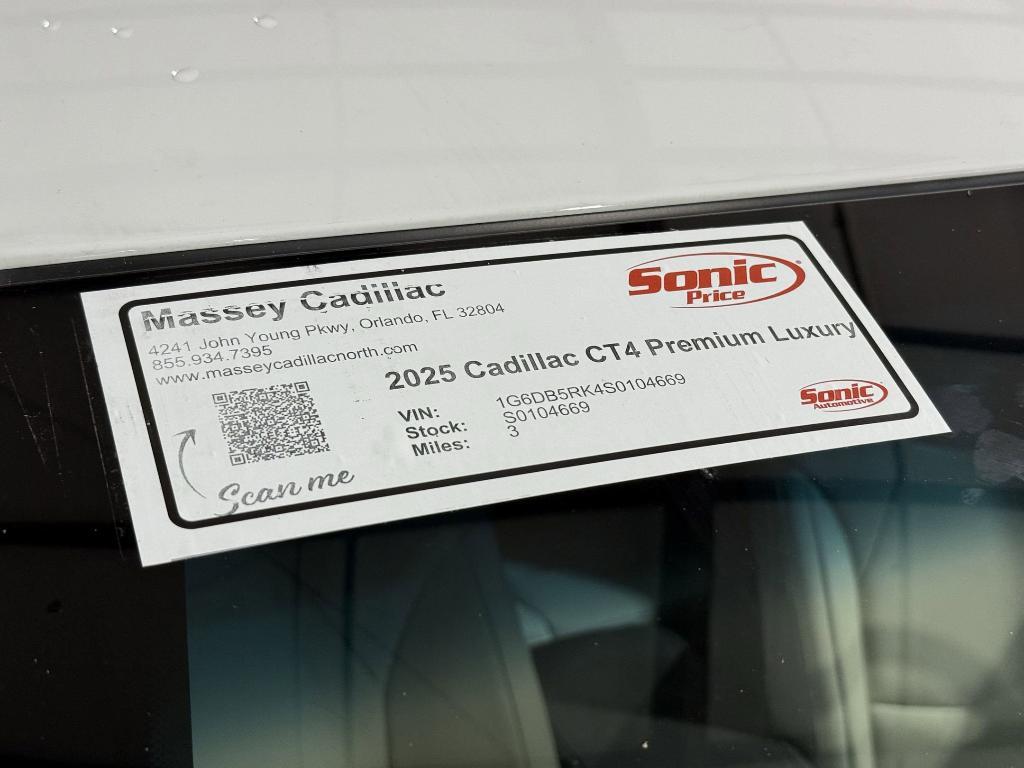 Massey Cadillac
4241 John Young Pkwy, Orlando, FL 32804
855.934.7395
www.masseycadillacnorth.com
Sonic
Price
2025 Cadillac CT4 Premium Luxury
VIN: 1G6DB5RK4S0104669
Stock: S0104669
Miles: 3
Scan me
Sonic
Automotive